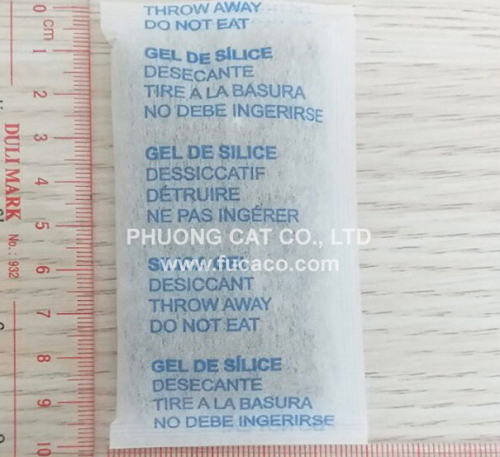 THROW AWAY
DO NOT EAT
GEL DE SÍLICE
DESECANTE
TIRE A LA BASURA
NO DEBE INGERIRSE
GEL DE SILICE
DESSICCATIF
DÉTRUIRE
NE PAS INGÉRER
PHUONG CAT CO., LTD
www.fucaco.com
DESICCANT
THROW AWAY
DO NOT EAT
GEL DE SÍLICE
DESECANTE
TIRE A LA BASURA
NO DEBE INGERIRSE
0 1 Cm 2 3 4 5 6 7 8 9 10
DULI MARK No.: 932